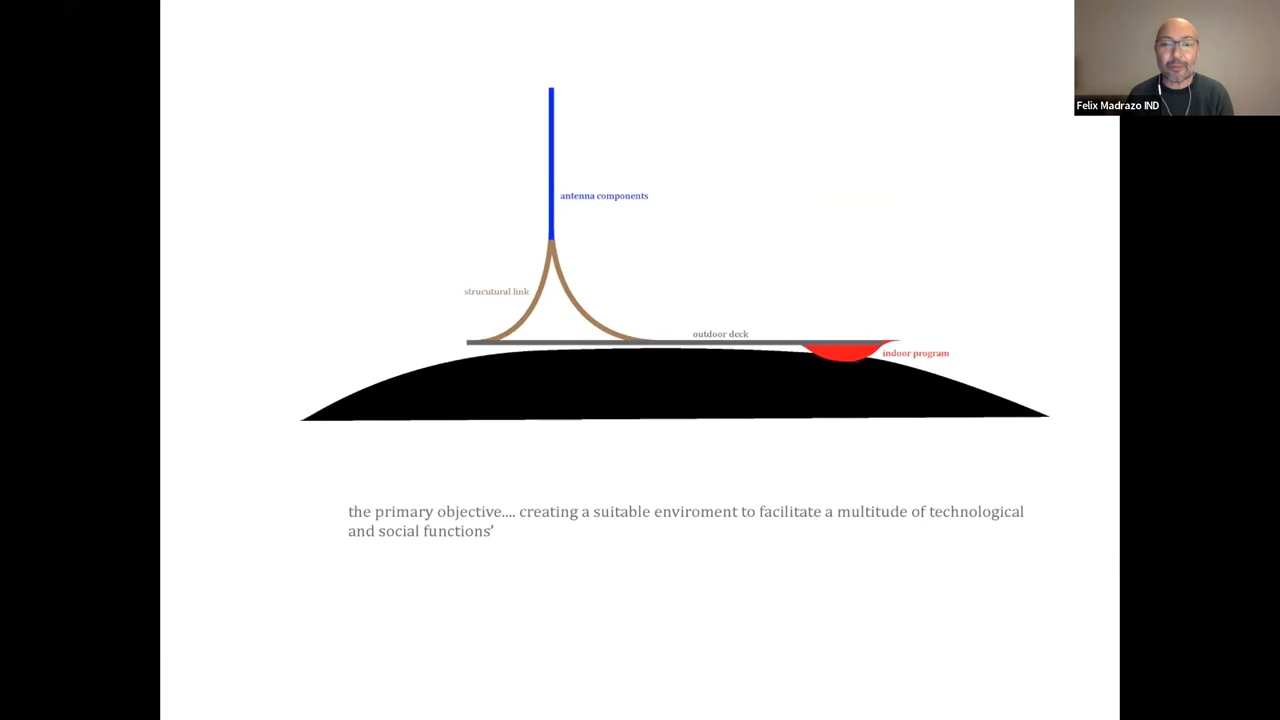 Felix Madrazo IND
antenna components
strucutural link
outdoor deck
indoor program
the primary objective.... creating a suitable enviroment to facilitate a multitude of technological
and social functions’